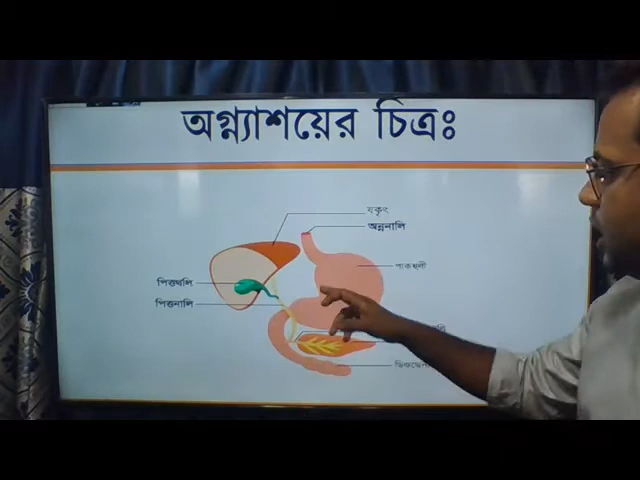 অগ্ন্যাশয়ের চিত্রঃ
যকৃৎ
অন্ননালি
পাকস্থলী
পিত্তথলি
পিত্তনালি